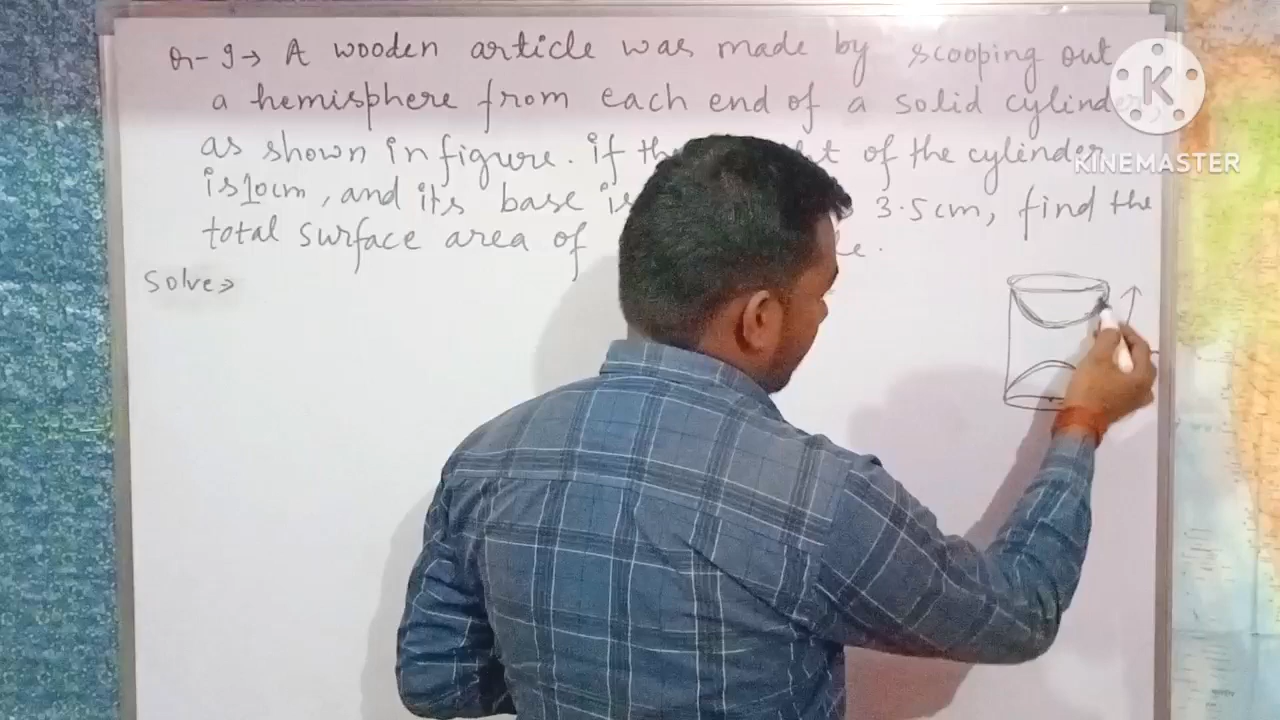 Q-9→ A wooden article was made by scooping out
a hemisphere from each end of a solid cylinder,
as shown in figure. if the of the cylinder
is 10cm, and its base is 3.5cm, find the
total surface area of
Solve⇒
K
KINEMASTER